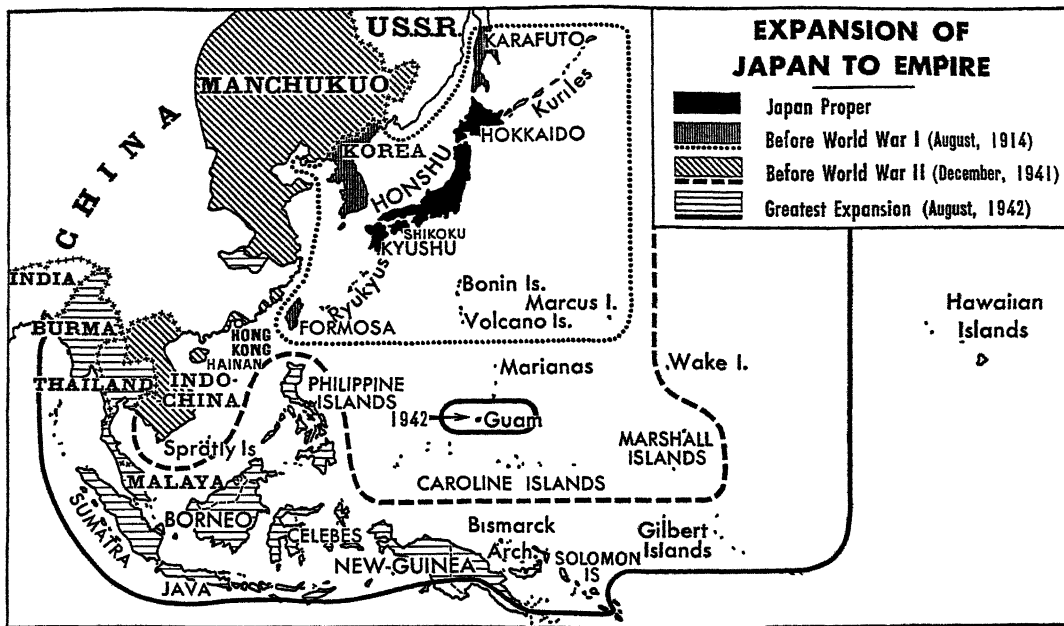 EXPANSION OF
JAPAN TO EMPIRE
Japan Proper
Before World War I (August, 1914)
Before World War II (December, 1941)
Greatest Expansion (August, 1942)
U.S.S.R.
KARAFUTO
MANCHUKUO
Kuriles
HOKKAIDO
KOREA
CHINA
HONSHU
SHIKOKU
KYUSHU
INDIA
Ryukyus
Bonin Is.
Marcus I.
Volcano Is.
Hawaiian
Islands
BURMA
FORMOSA
HONG
KONG
HAINAN
Marianas
Wake I.
THAILAND
INDO-
CHINA
PHILIPPINE
ISLANDS
1942
Guam
Spratly Is
MARSHALL
ISLANDS
MALAYA
CAROLINE ISLANDS
SUMATRA
BORNEO
CELEBES
Bismarck
Arch.
Gilbert
Islands
NEW-GUINEA
SOLOMON
IS
JAVA